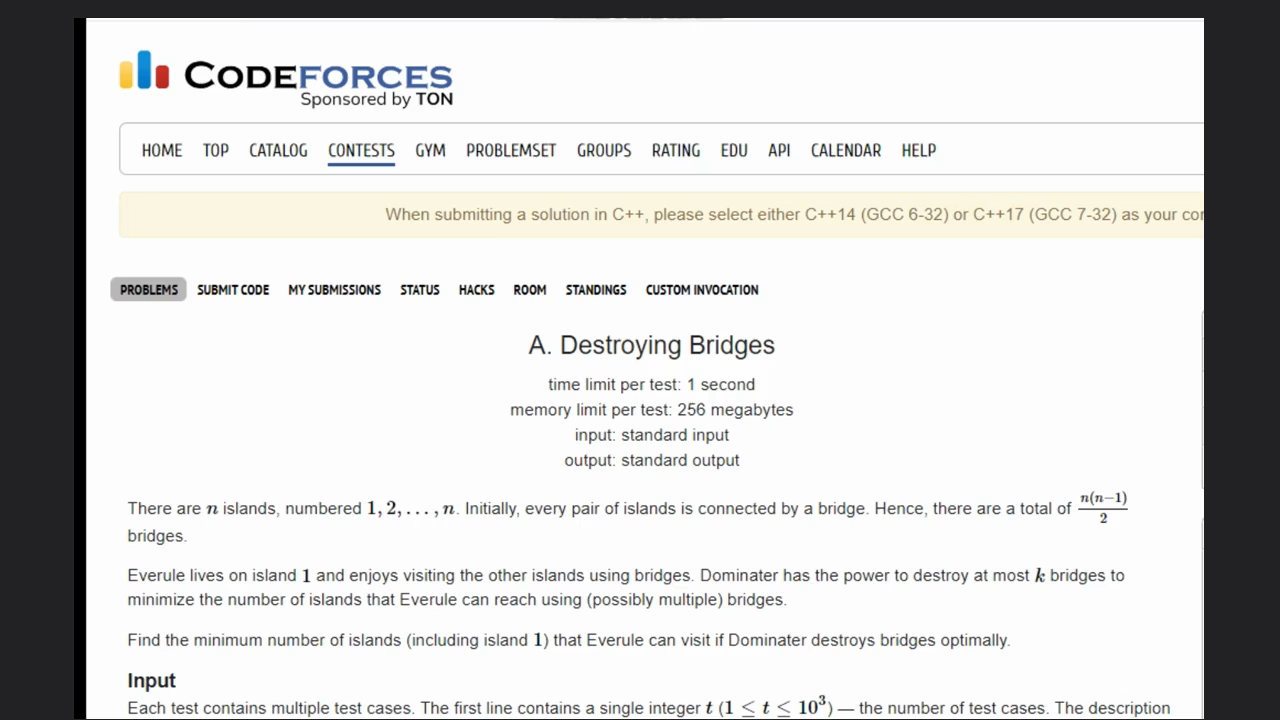 CODEFORCES
Sponsored by TON
HOME TOP CATALOG CONTESTS GYM PROBLEMSET GROUPS RATING EDU API CALENDAR HELP
When submitting a solution in C++, please select either C++14 (GCC 6-32) or C++17 (GCC 7-32) as your
PROBLEMS SUBMIT CODE MY SUBMISSIONS STATUS HACKS ROOM STANDINGS CUSTOM INVOCATION
A. Destroying Bridges
time limit per test: 1 second
memory limit per test: 256 megabytes
input: standard input
output: standard output
There are n islands, numbered 1, 2, . . . , n. Initially, every pair of islands is connected by a bridge. Hence, there are a total of n(n−1)/2
bridges.
Everule lives on island 1 and enjoys visiting the other islands using bridges. Dominater has the power to destroy at most k bridges to
minimize the number of islands that Everule can reach using (possibly multiple) bridges.
Find the minimum number of islands (including island 1) that Everule can visit if Dominater destroys bridges optimally.
Input
Each test contains multiple test cases. The first line contains a single integer t (1 ≤ t ≤ 10³) — the number of test cases. The description